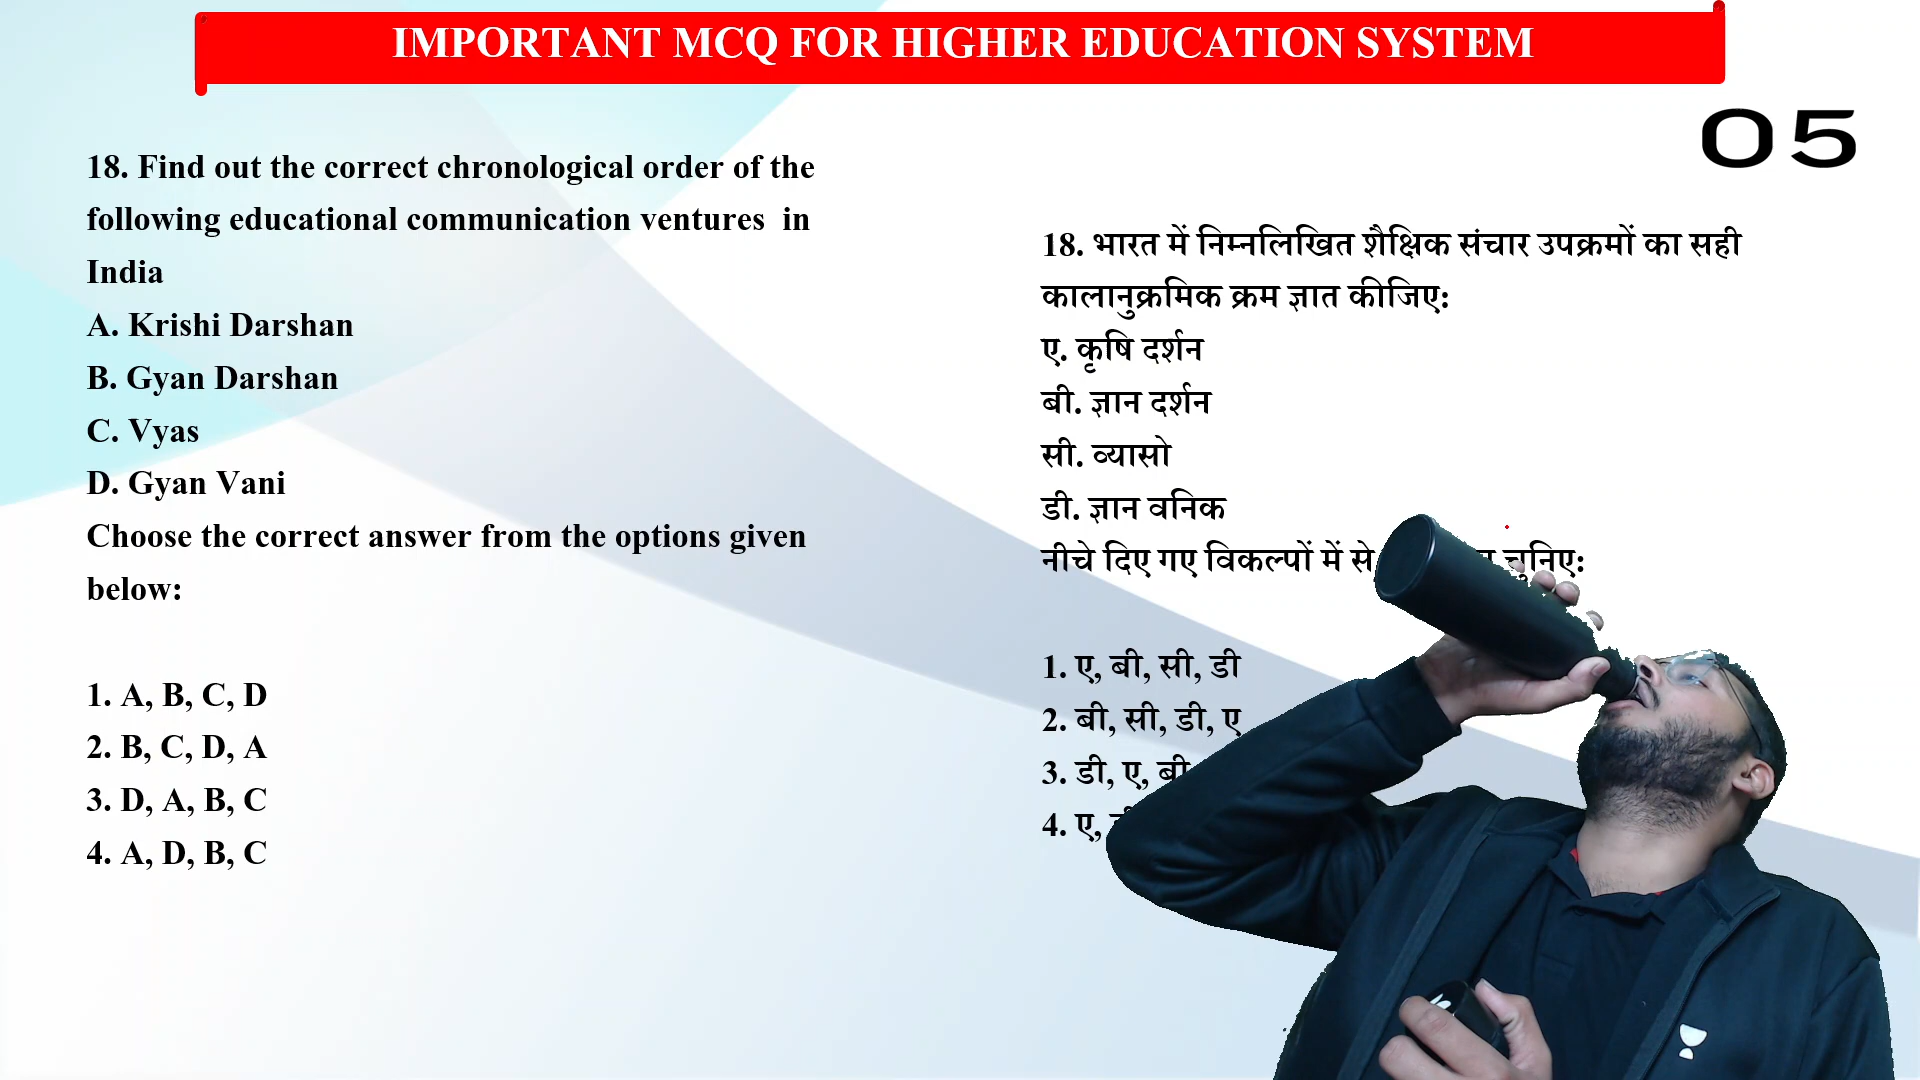 IMPORTANT MCQ FOR HIGHER EDUCATION SYSTEM
05
18. Find out the correct chronological order of the
following educational communication ventures in
India
A. Krishi Darshan
B. Gyan Darshan
C. Vyas
D. Gyan Vani
Choose the correct answer from the options given
below:
1. A, B, C, D
2. B, C, D, A
3. D, A, B, C
4. A, D, B, C
18. भारत में निम्नलिखित शैक्षिक संचार उपक्रमों का सही
कालानुक्रमिक क्रम ज्ञात कीजिए:
ए. कृषि दर्शन
बी. ज्ञान दर्शन
सी. व्यासो
डी. ज्ञान वनिक
नीचे दिए गए विकल्पों में से चुनिए:
1. ए, बी, सी, डी
2. बी, सी, डी, ए
3. डी, ए, बी
4. ए,